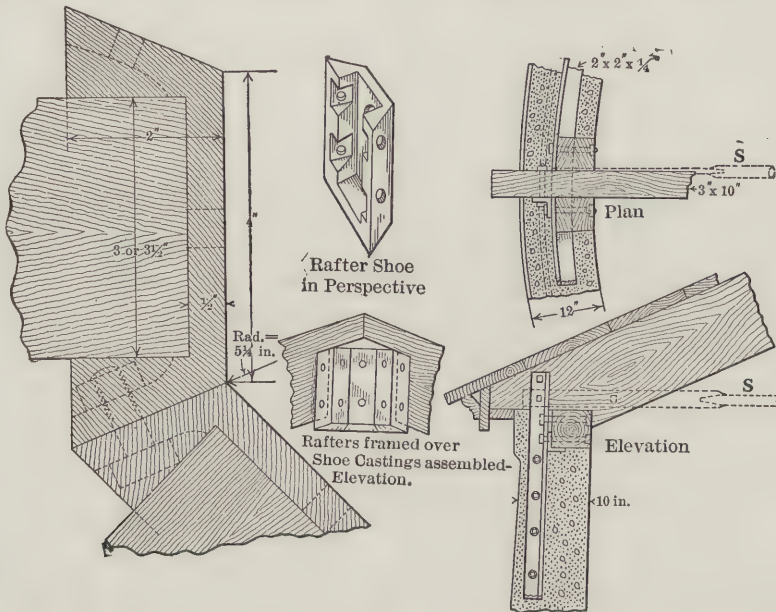 2" x 2" x ¼"
2"
S
3" x 10"
Plan
4"
3 or 3½"
Rafter Shoe
in Perspective
12"
½"
Rad.=
5¼ in.
S
Rafters framed over
Shoe Castings assembled-
Elevation.
Elevation
10 in.